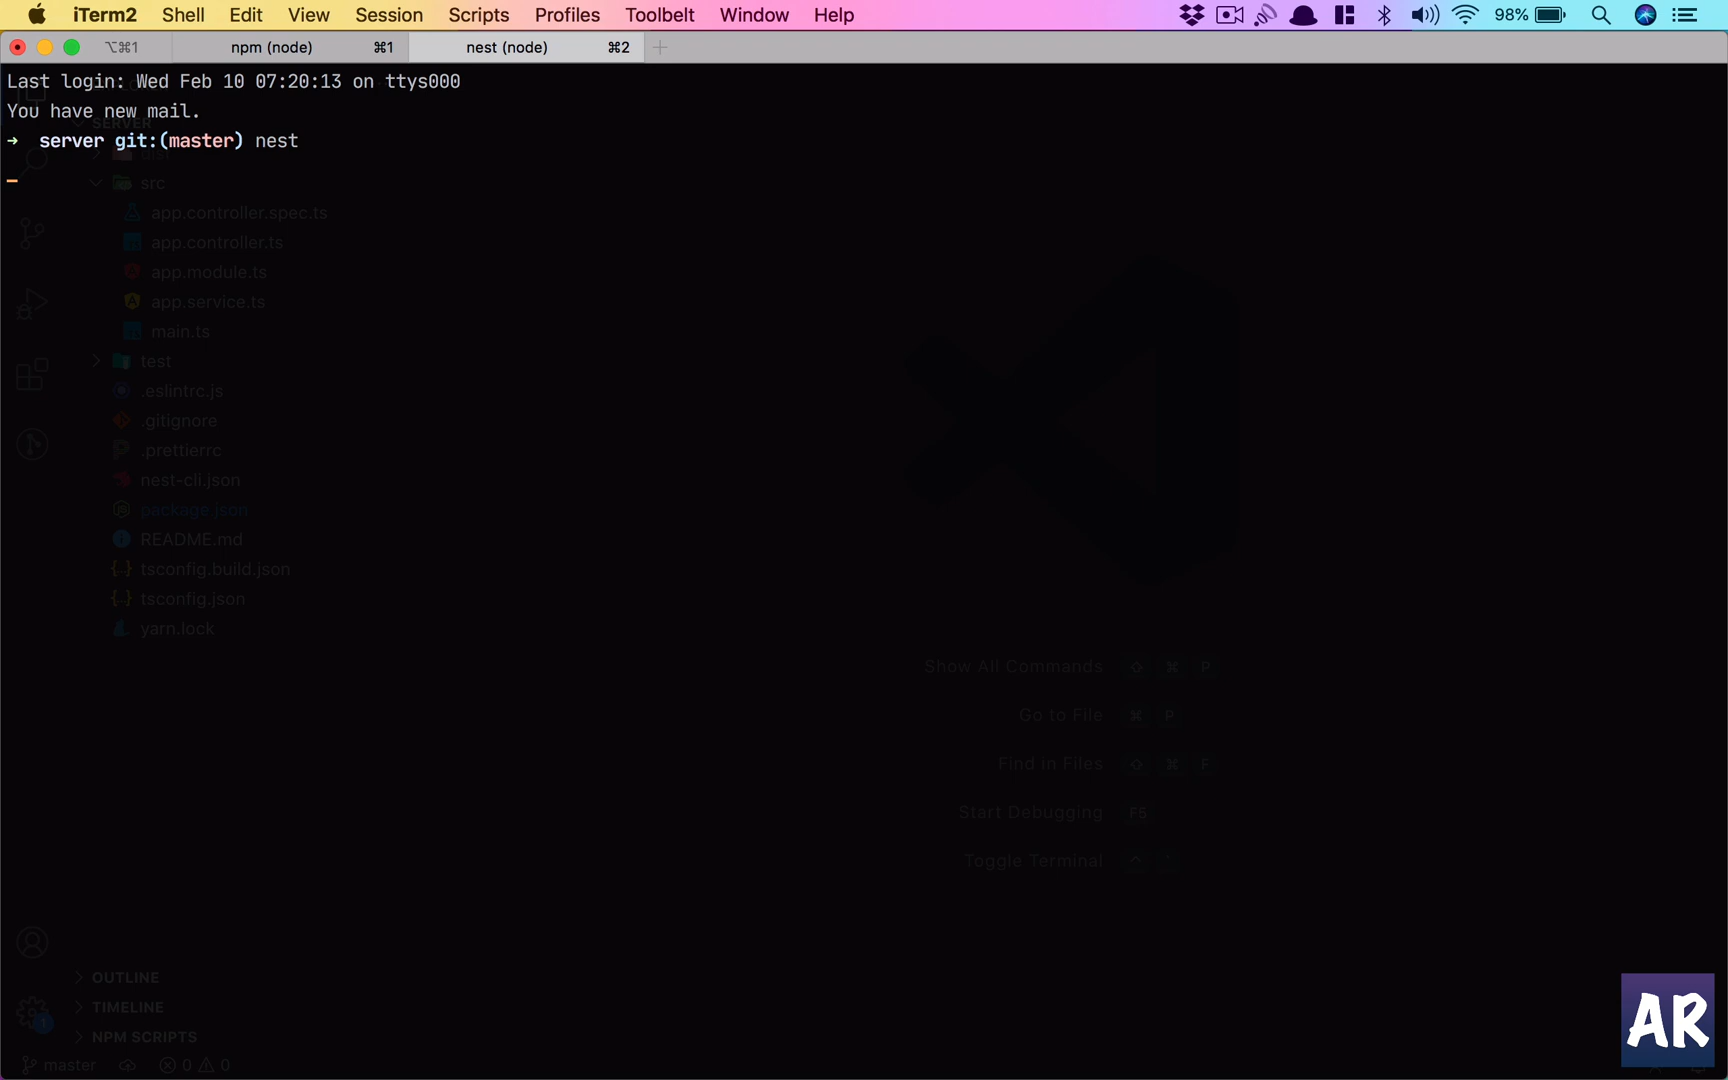 iTerm2 Shell Edit View Session Scripts Profiles Toolbelt Window Help 98%
⌥⌘1 npm (node) ⌘1 nest (node) ⌘2 +
Last login: Wed Feb 10 07:20:13 on ttys000
You have new mail.
SERVER
→ server git:(master) nest
src
app.controller.spec.ts
app.controller.ts
app.module.ts
app.service.ts
main.ts
test
.eslintrc.js
.gitignore
.prettierrc
nest-cli.json
package.json
README.md
{..} tsconfig.build.json
{..} tsconfig.json
yarn.lock
Show All Commands ⇧ ⌘ P
Go to File ⌘ P
Find in Files ⇧ ⌘ F
Start Debugging F5
Toggle Terminal ^ `
OUTLINE
TIMELINE
1
NPM SCRIPTS
master 0 0
AR